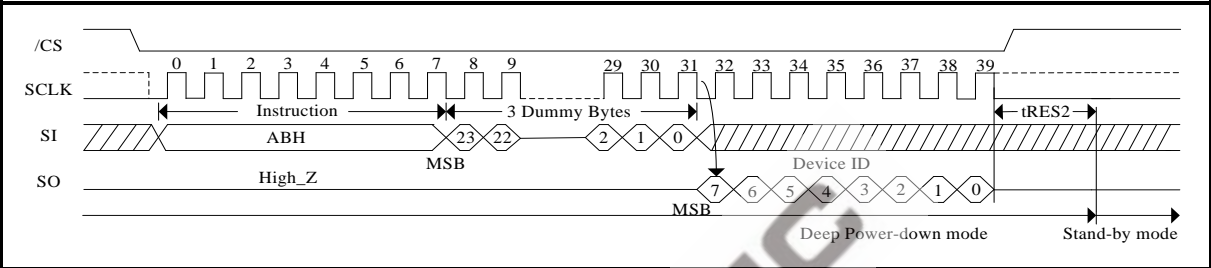 /CS
0 1 2 3 4 5 6 7 8 9 29 30 31 32 33 34 35 36 37 38 39
SCLK
Instruction 3 Dummy Bytes tRES2
SI ABH 23 22 2 1 0
MSB Device ID
SO High_Z 7 6 5 4 3 2 1 0
MSB
Deep Power-down mode Stand-by mode